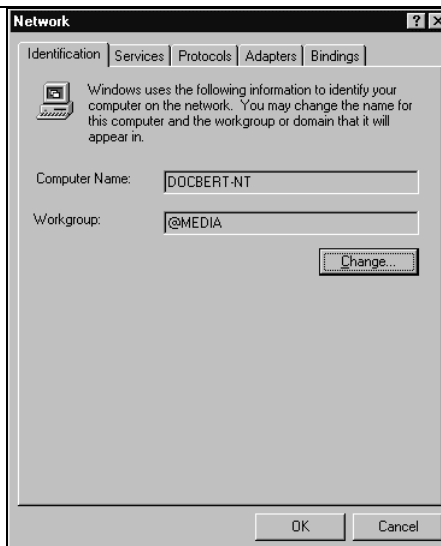 Network
Identification Services Protocols Adapters Bindings
Windows uses the following information to identify your
computer on the network. You may change the name for
this computer and the workgroup or domain that it will
appear in.
Computer Name: DOCBERT-NT
Workgroup: @MEDIA
Change...
OK Cancel